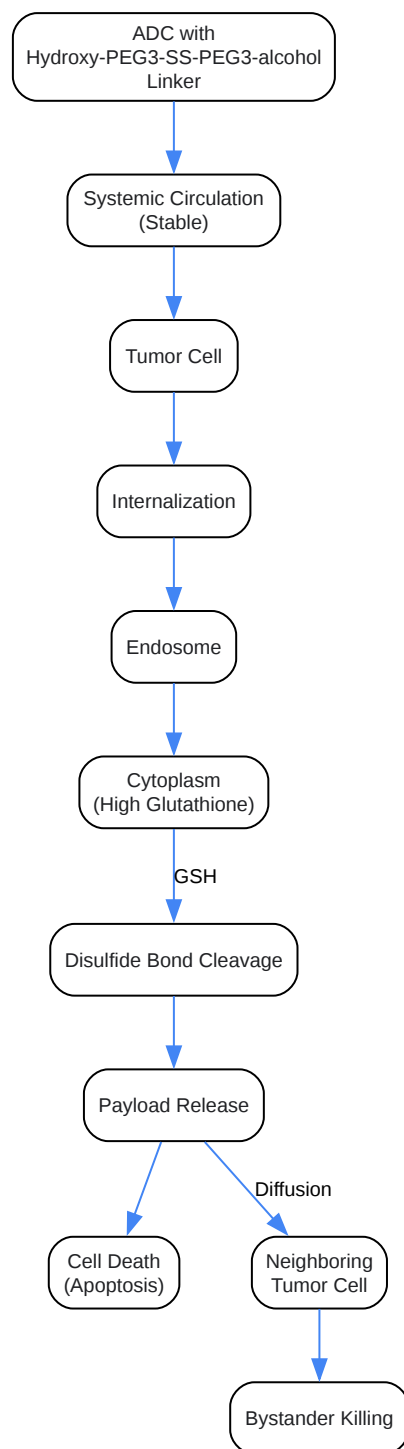 ADC with
Hydroxy-PEG3-SS-PEG3-alcohol
Linker
Systemic Circulation
(Stable)
Tumor Cell
Internalization
Endosome
Cytoplasm
(High Glutathione)
GSH
Disulfide Bond Cleavage
Payload Release
Diffusion
Cell Death
(Apoptosis)
Neighboring
Tumor Cell
Bystander Killing